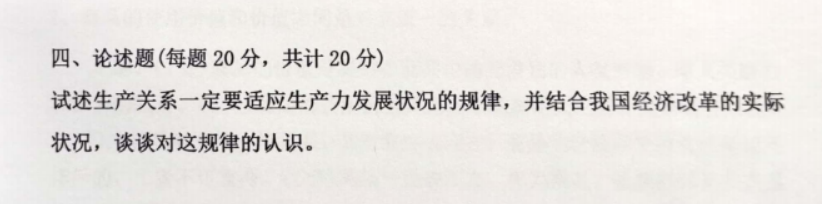 四、论述题(每题 20 分，共计 20 分)
试述生产关系一定要适应生产力发展状况的规律，并结合我国经济改革的实际
状况，谈谈对这规律的认识。